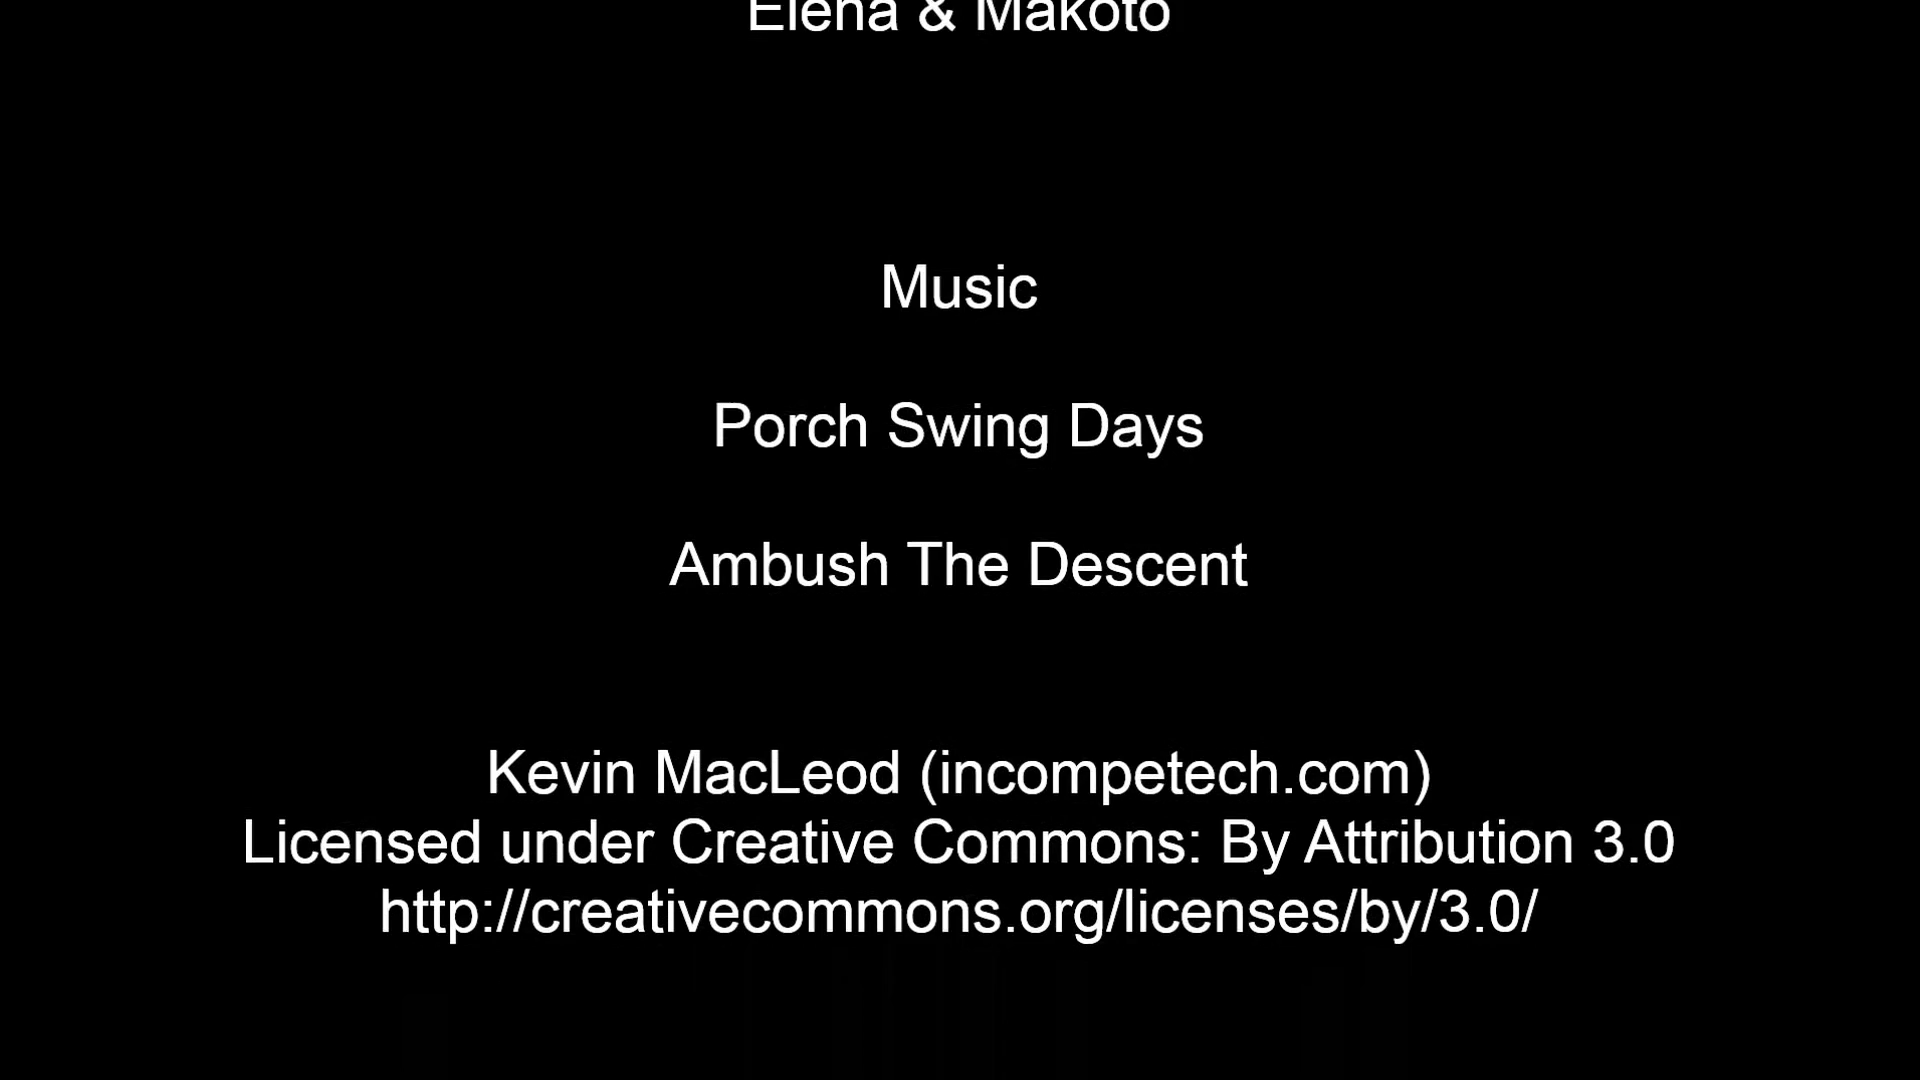 Elena & Makoto
Music
Porch Swing Days
Ambush The Descent
Kevin MacLeod (incompetech.com)
Licensed under Creative Commons: By Attribution 3.0
http://creativecommons.org/licenses/by/3.0/